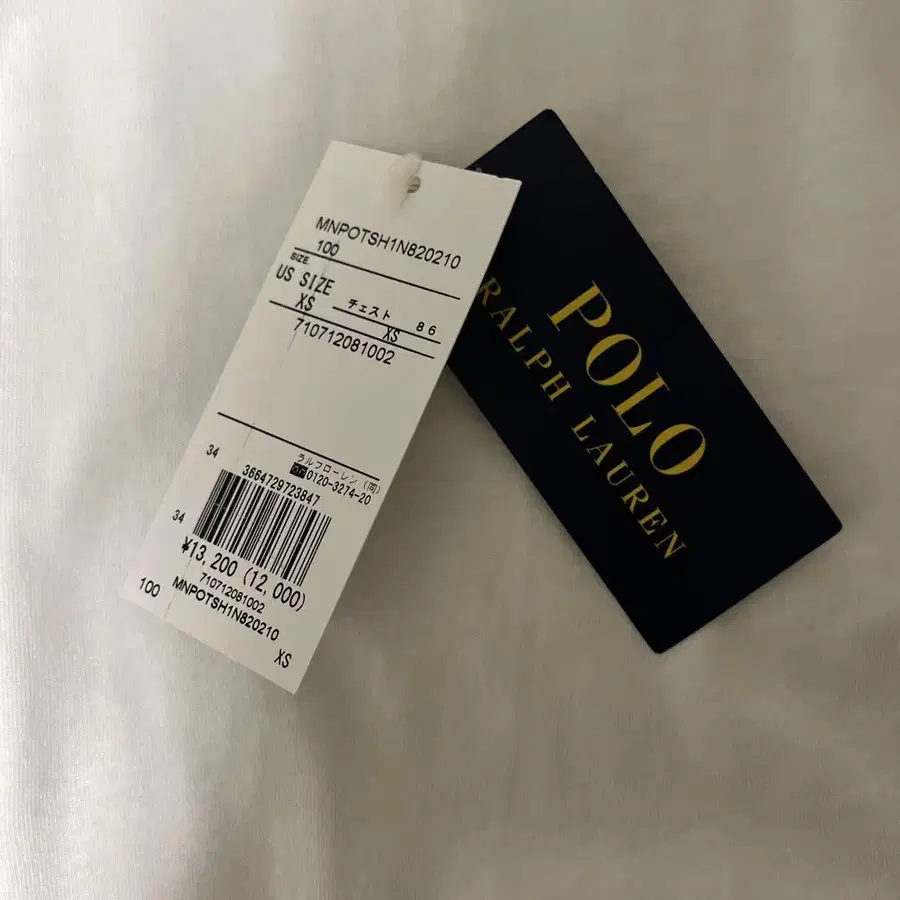 MNPOTSH1N820210
100
SIZE
US SIZE
チェスト 86
XS XS
710712081002
ラルフローレン (同)
0120-3274-20
34
3664729723847
34
¥13,200 (12,000)
710712081002
100 MNPOTSH1N820210
XS
POLO
RALPH LAUREN